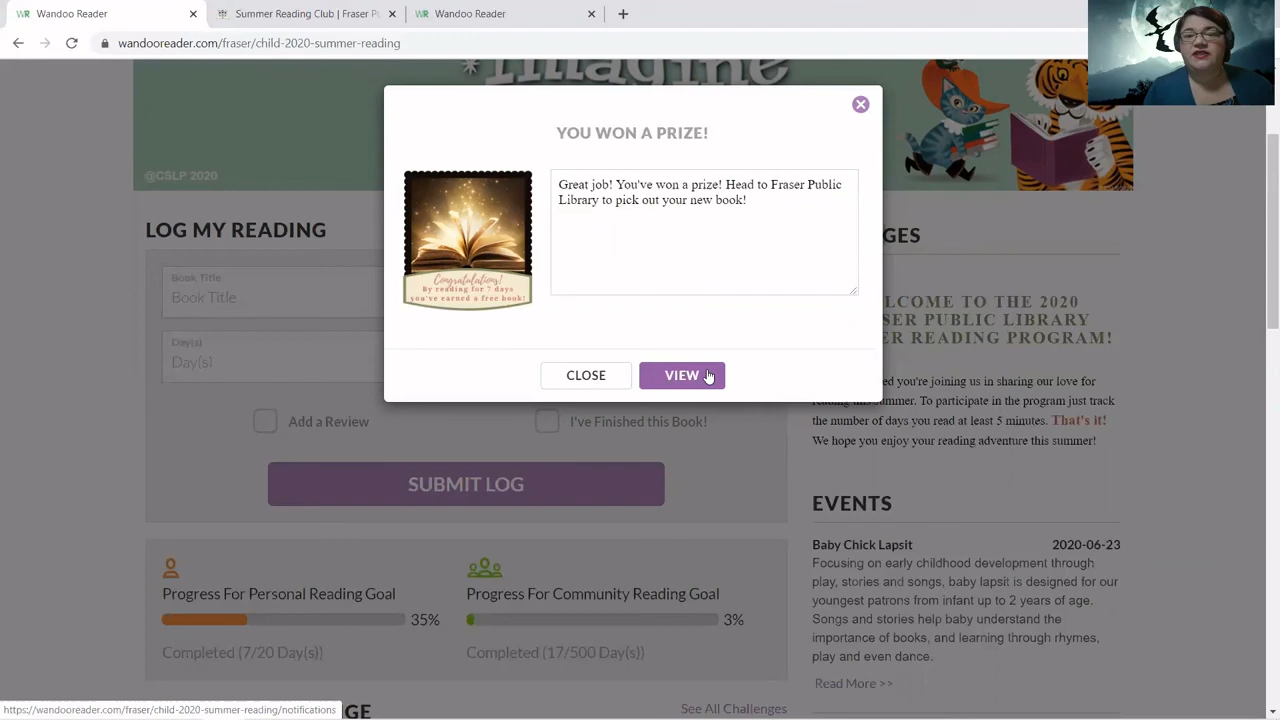 Wandoo Reader
Summer Reading Club | Fraser Pu
Wandoo Reader
wandooreader.com/fraser/child-2020-summer-reading
Imagine
@CSLP 2020
YOU WON A PRIZE!
Great job! You've won a prize! Head to Fraser Public
Library to pick out your new book!
Congratulations!
By reading for 7 days
you've earned a free book!
CLOSE
VIEW
LOG MY READING
Book Title
Book Title
Day(s)
Day(s)
Add a Review
I've Finished this Book!
SUBMIT LOG
Progress For Personal Reading Goal
35%
Completed (7/20 Day(s))
Progress For Community Reading Goal
3%
Completed (17/500 Day(s))
See All Challenges
GES
ELCOME TO THE 2020
SER PUBLIC LIBRARY
ER READING PROGRAM!
ed you're joining us in sharing our love for
reading this summer. To participate in the program just track
the number of days you read at least 5 minutes. That's it!
We hope you enjoy your reading adventure this summer!
EVENTS
Baby Chick Lapsit 2020-06-23
Focusing on early childhood development through
play, stories and songs, baby lapsit is designed for our
youngest patrons from infant up to 2 years of age.
Songs and stories help baby understand the
importance of books, and learning through rhymes,
play and even dance.
Read More >>
https://wandooreader.com/fraser/child-2020-summer-reading/notifications
GE